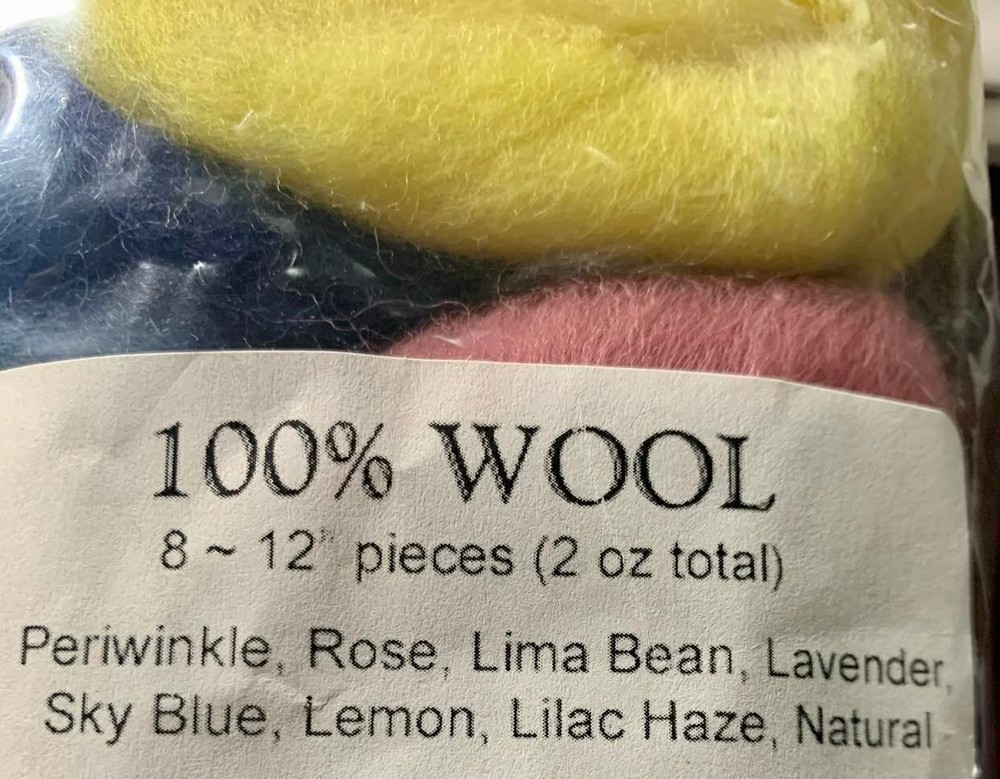 100% WOOL
8 ~ 12" pieces (2 oz total)
Periwinkle, Rose, Lima Bean, Lavender,
Sky Blue, Lemon, Lilac Haze, Natural